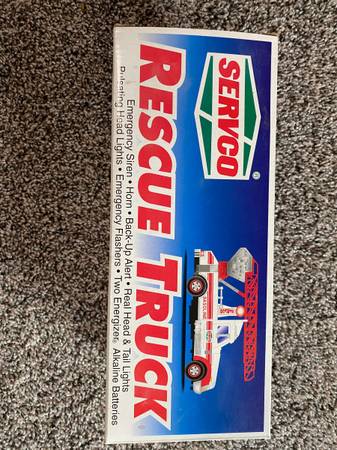 SERVCO
RESCUE TRUCK
Emergency Siren • Horn • Back-Up Alert • Real Head & Tail Lights
Pulsating Head Lights • Emergency Flashers • Two Energizer® Alkaline Batteries
GASOLINE